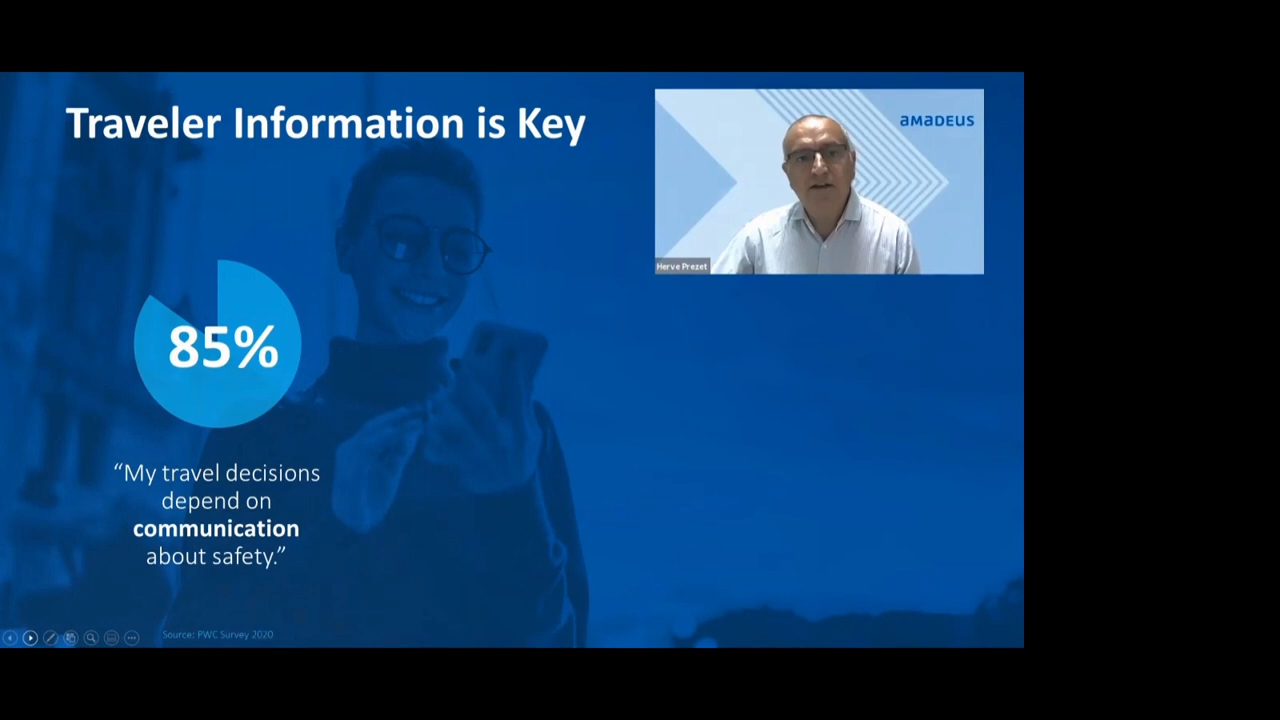 Traveler Information is Key
amadeus
Herve Prezet
85%
“My travel decisions
depend on
communication
about safety.”
Source: PWC Survey 2020